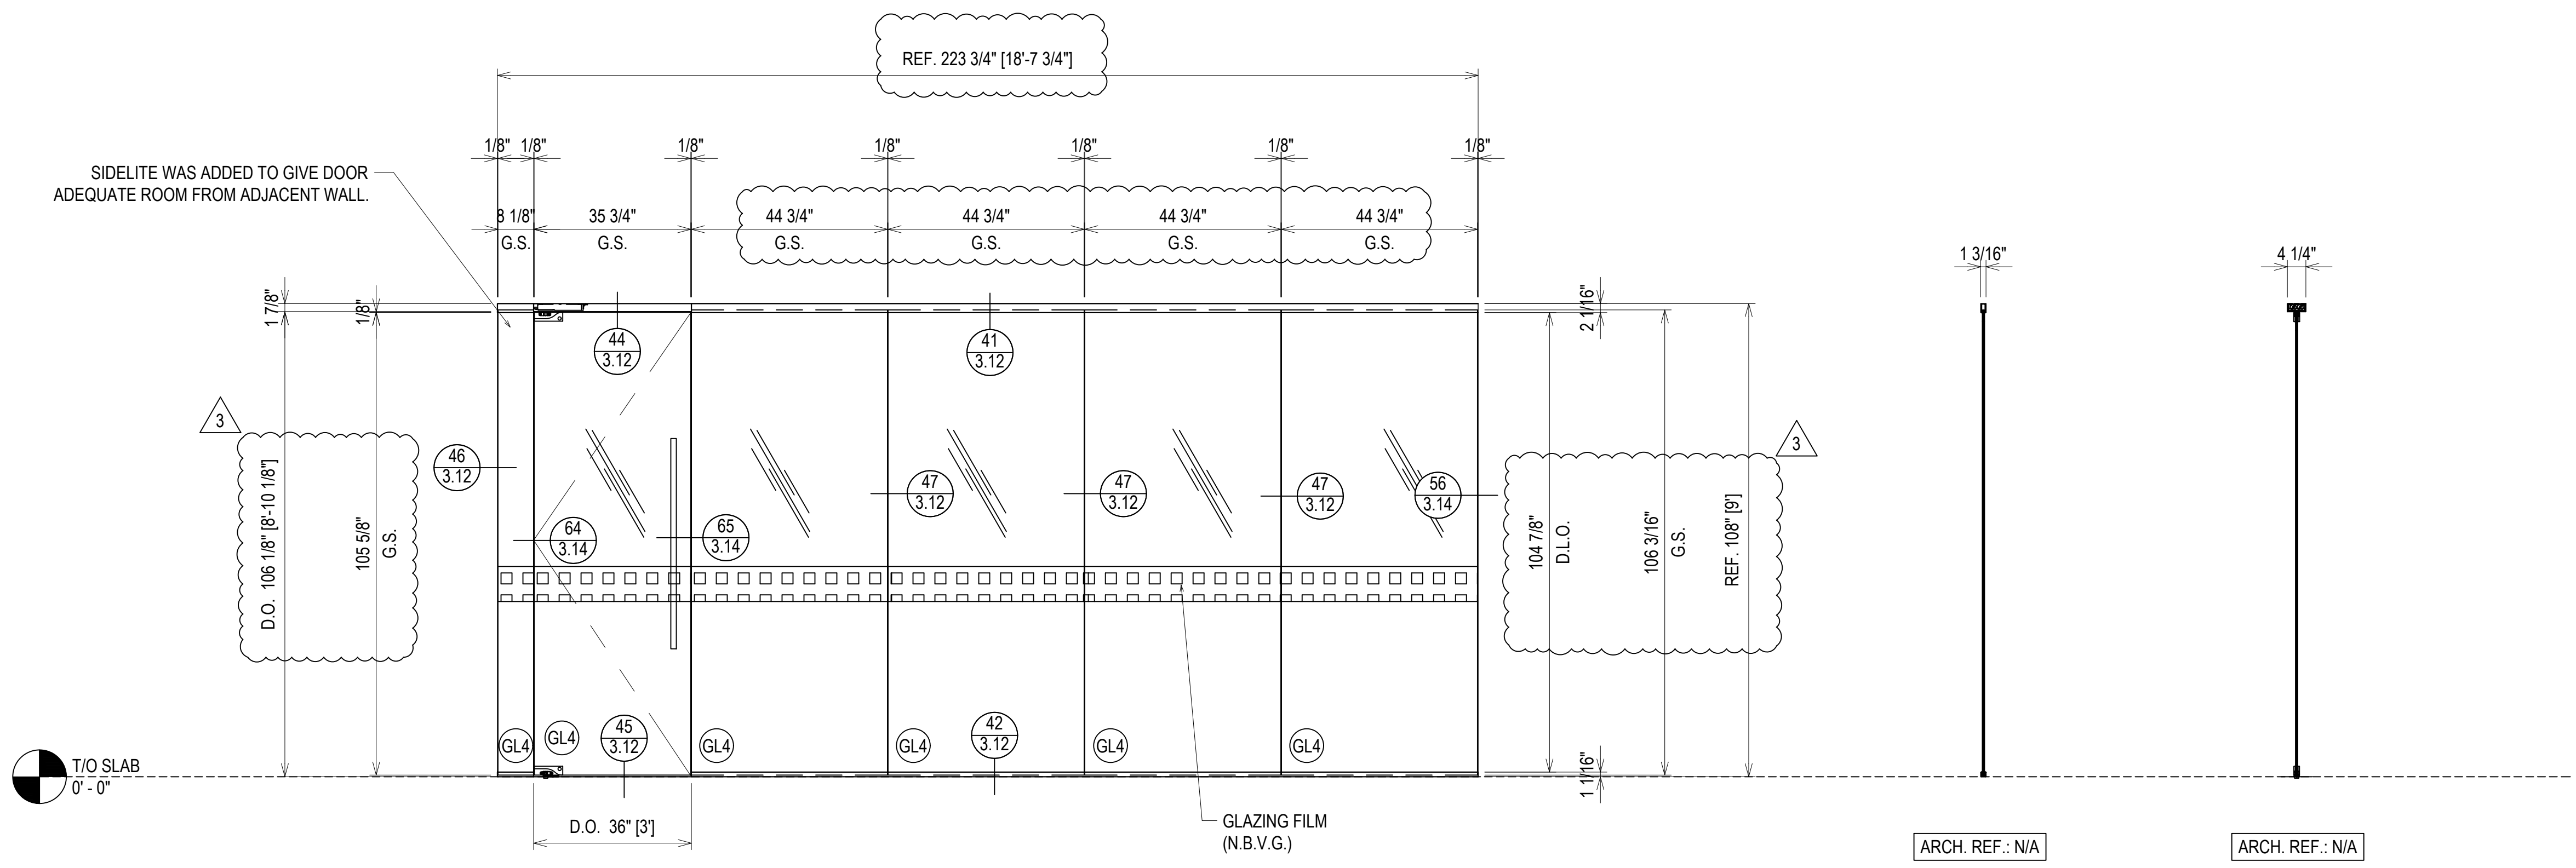 REF. 223 3/4" [18'-7 3/4"]
1/8" 1/8" 1/8" 1/8" 1/8" 1/8" 1/8"
SIDELITE WAS ADDED TO GIVE DOOR
ADEQUATE ROOM FROM ADJACENT WALL.
8 1/8" 35 3/4" 44 3/4" 44 3/4" 44 3/4" 44 3/4"
G.S. G.S. G.S. G.S. G.S. G.S.
1 3/16" 4 1/4"
1 7/8"
1/8"
2 1/16"
44
3.12
41
3.12
3
3
D.O. 106 1/8" [8'-10 1/8"]
105 5/8"
G.S.
46
3.12
47
3.12
47
3.12
47
3.12
56
3.14
64
3.14
65
3.14
104 7/8"
D.L.O.
106 3/16"
G.S.
REF. 108" [9']
GL4
GL4
45
3.12
GL4
GL4
42
3.12
GL4
GL4
T/O SLAB
0' - 0"
1 1/16"
D.O. 36" [3']
GLAZING FILM
(N.B.V.G.)
ARCH. REF.: N/A
ARCH. REF.: N/A